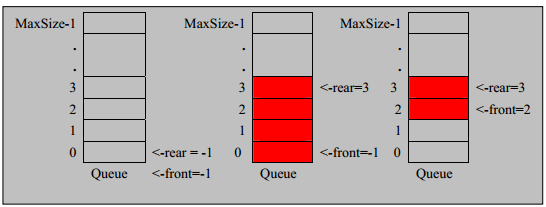 MaxSize-1 MaxSize-1 MaxSize-1
. . .
. . .
3 3 <-rear=3 3 <-rear=3
2 2 2 <-front=2
1 1 1
0 <-rear = -1 0 <-front=-1 0
Queue <-front=-1 Queue Queue